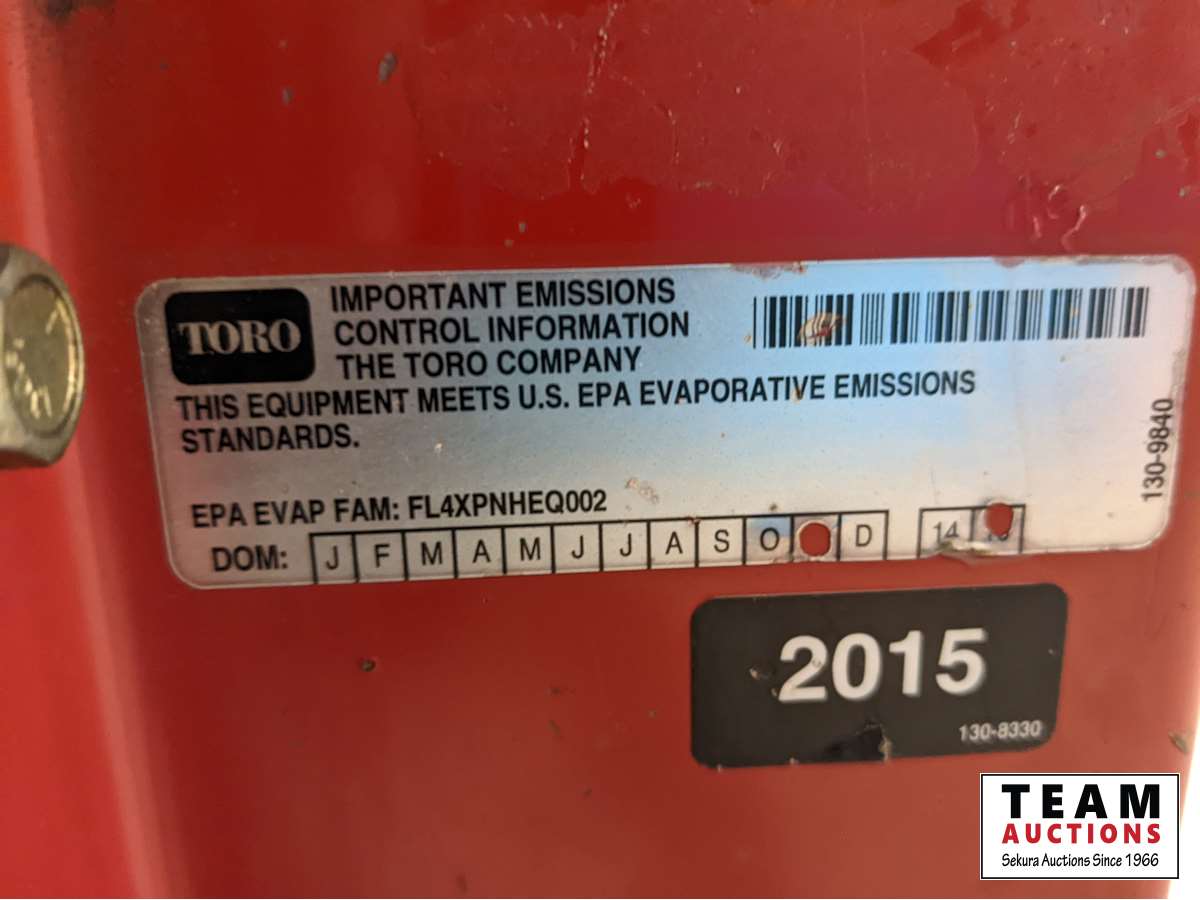 TORO
IMPORTANT EMISSIONS
CONTROL INFORMATION
THE TORO COMPANY
THIS EQUIPMENT MEETS U.S. EPA EVAPORATIVE EMISSIONS
STANDARDS.
130-9840
EPA EVAP FAM: FL4XPNHEQ002
DOM: J F M A M J J A S O D 14
2015
130-8330
TEAM
AUCTIONS
Sekura Auctions Since 1966